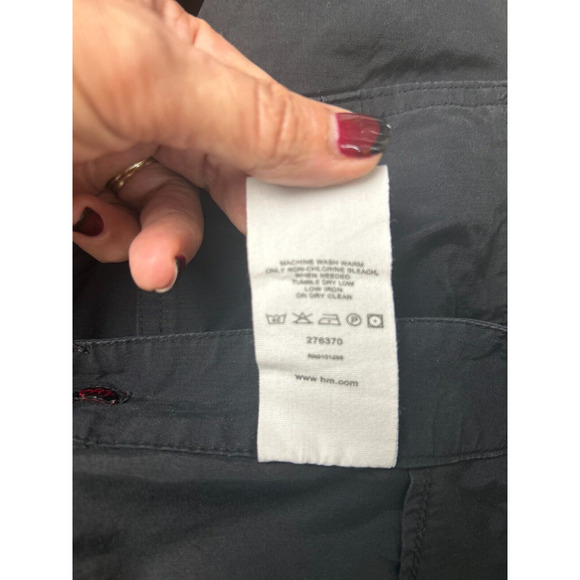 MACHINE WASH WARM
ONLY NON-CHLORINE BLEACH,
WHEN NEEDED
TUMBLE DRY LOW
LOW IRON
OR DRY CLEAN
P
276370
RN0101255
www.hm.com